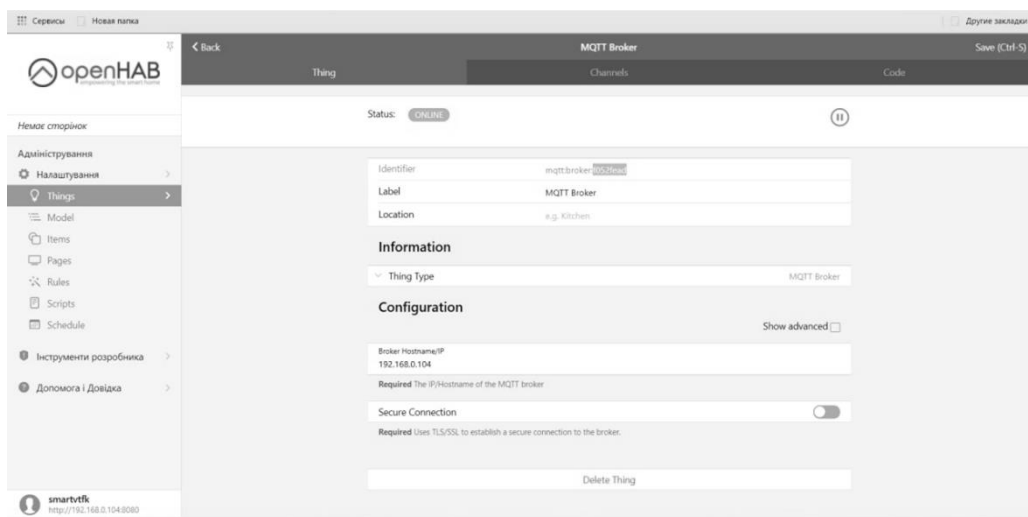 Сервисы Новая папка Другие закладки
openHAB
empowering the smart home
Немає сторінок
Адміністрування
Налаштування
Things
Model
Items
Pages
Rules
Scripts
Schedule
Інструменти розробника
Допомога і Довідка
smartvtfk
http://192.168.0.104:8080
Back MQTT Broker Save (Ctrl-S)
Thing Channels Code
Status: ONLINE
Identifier mqtt:broker:
Label MQTT Broker
Location e.g. Kitchen
Information
Thing Type MQTT Broker
Configuration
Show advanced
Broker Hostname/IP
192.168.0.104
Required The IP/Hostname of the MQTT broker
Secure Connection
Required Uses TLS/SSL to establish a secure connection to the broker.
Delete Thing